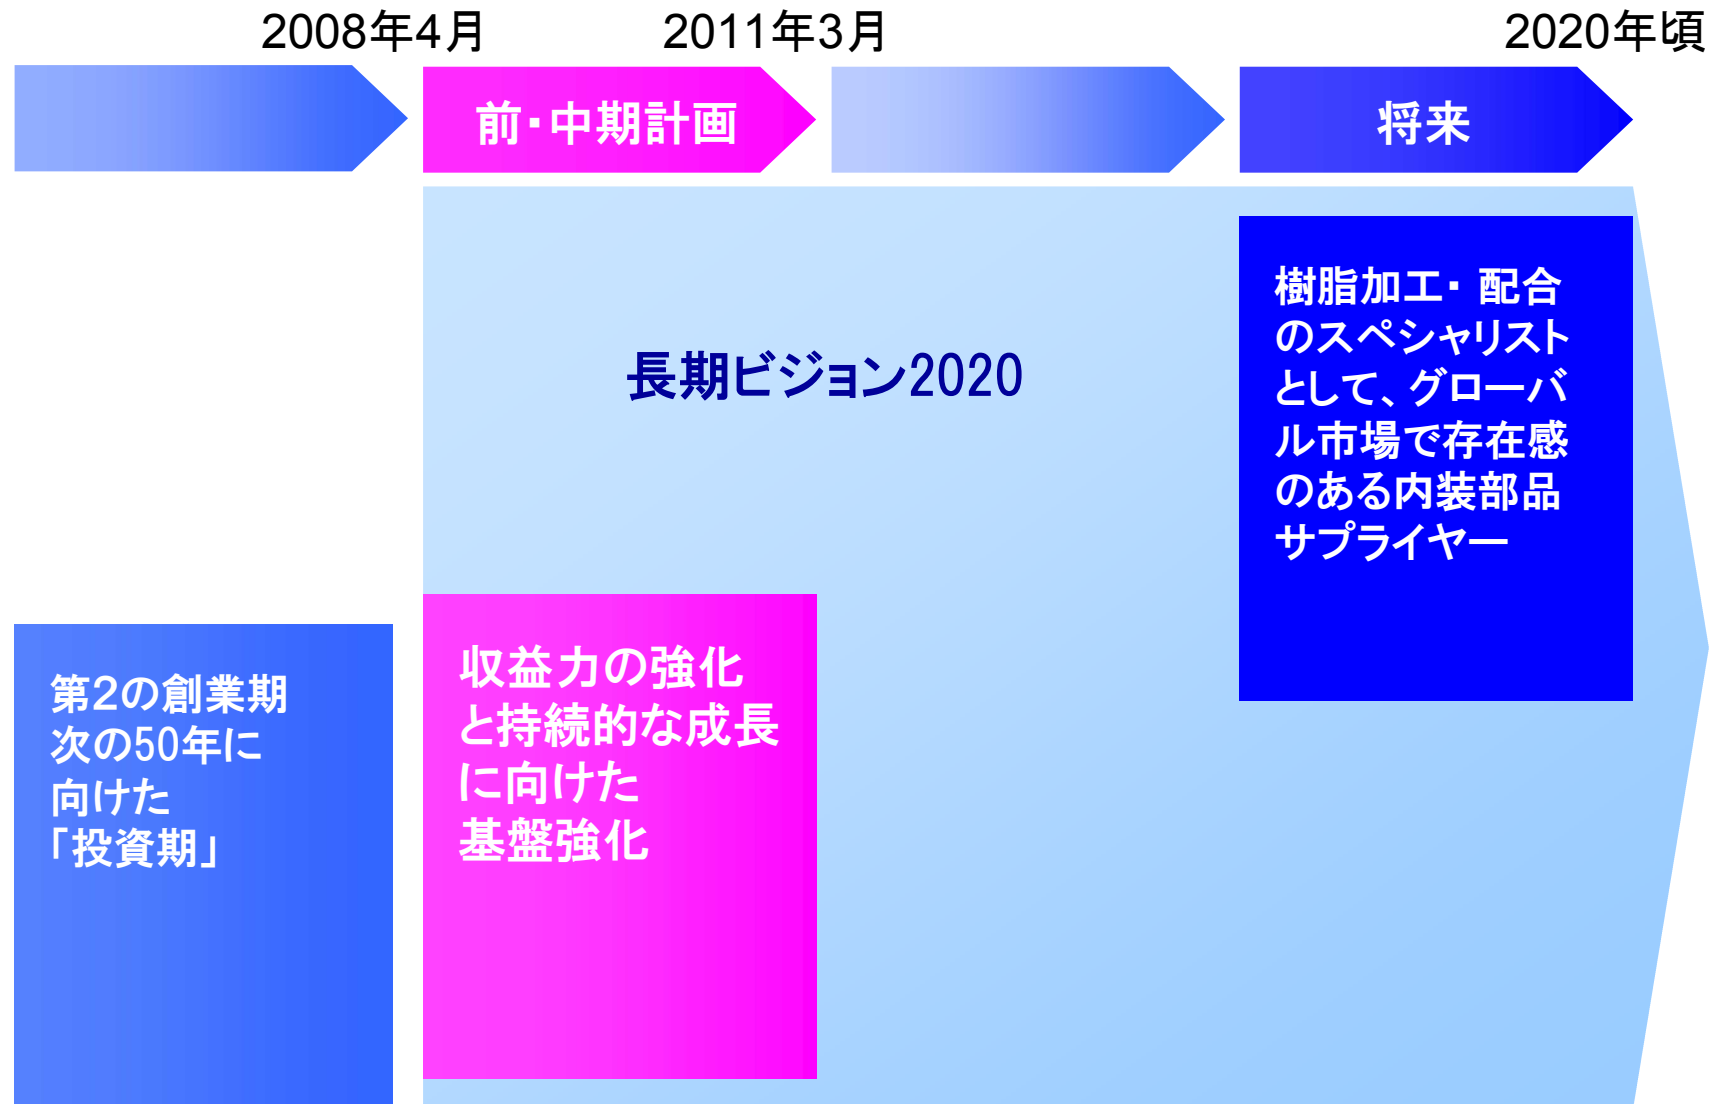 2008年4月
2011年3月
2020年頃
前・中期計画
将来
長期ビジョン2020
樹脂加工・ 配合
のスペシャリスト
として、グローバ
ル市場で存在感
のある内装部品
サプライヤー
第2の創業期
次の50年に
向けた
「投資期」
収益力の強化
と持続的な成長
に向けた
基盤強化